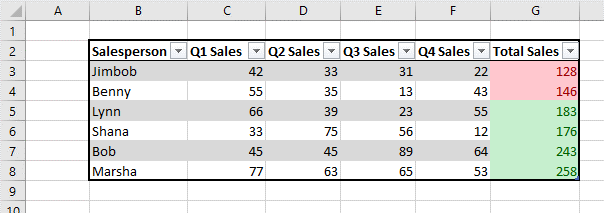 A B C D E F G
1
2 Salesperson Q1 Sales Q2 Sales Q3 Sales Q4 Sales Total Sales
3 Jimbob 42 33 31 22 128
4 Benny 55 35 13 43 146
5 Lynn 66 39 23 55 183
6 Shana 33 75 56 12 176
7 Bob 45 45 89 64 243
8 Marsha 77 63 65 53 258
9
10